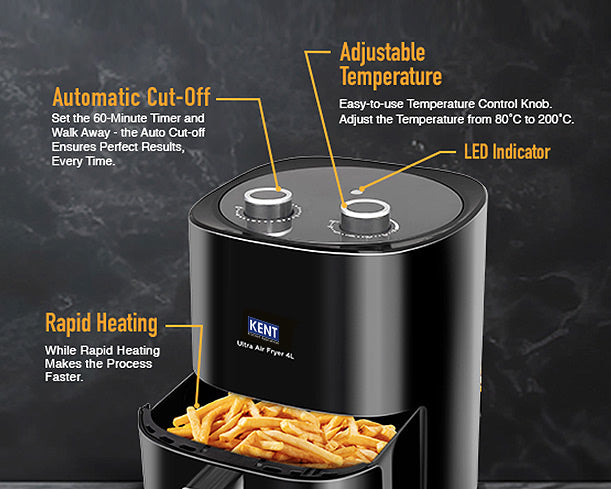 Adjustable
Temperature
Easy-to-use Temperature Control Knob.
Adjust the Temperature from 80°C to 200°C.
Automatic Cut-Off
Set the 60-Minute Timer and
Walk Away - the Auto Cut-off
Ensures Perfect Results,
Every Time.
LED Indicator
Rapid Heating
While Rapid Heating
Makes the Process
Faster.
KENT
Ultra Air Fryer 4L